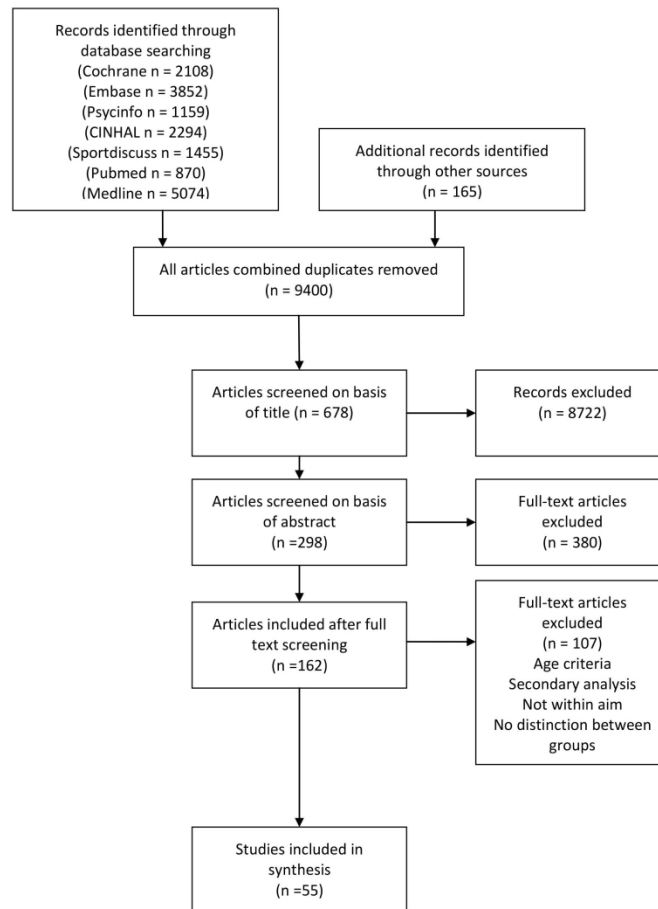 Records identified through
database searching
(Cochrane n = 2108)
(Embase n = 3852)
(Psycinfo n = 1159)
(CINHAL n = 2294)
(Sportdiscuss n = 1455)
(Pubmed n = 870)
(Medline n = 5074)
Additional records identified
through other sources
(n = 165)
All articles combined duplicates removed
(n = 9400)
Articles screened on basis
of title (n = 678)
Records excluded
(n = 8722)
Articles screened on basis
of abstract
(n =298)
Full-text articles
excluded
(n = 380)
Articles included after full
text screening
(n =162)
Full-text articles
excluded
(n = 107)
Age criteria
Secondary analysis
Not within aim
No distinction between
groups
Studies included in
synthesis
(n =55)